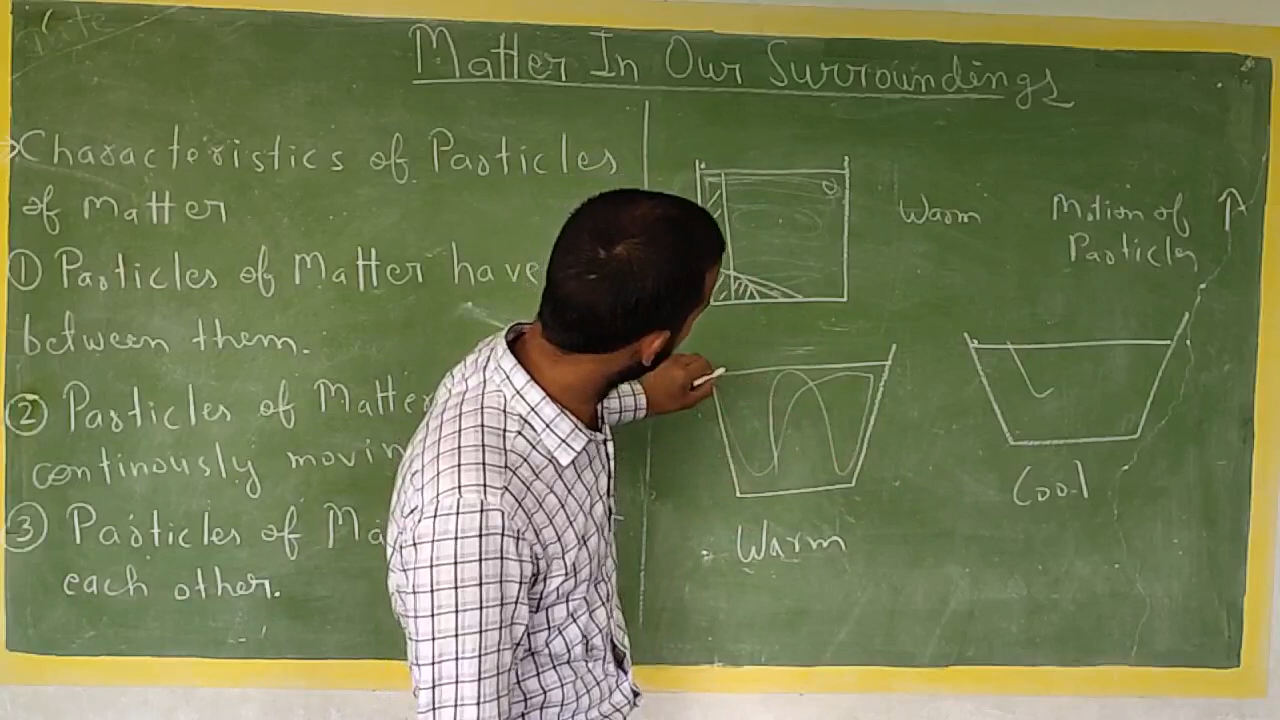 Matter In Our Surroundings
Characteristics of Particles
of Matter
① Particles of Matter have
between them.
② Particles of Matte
continously movin
③ Particles of Ma
each other.
Warm
Motion of
Particles
Cool
Warm